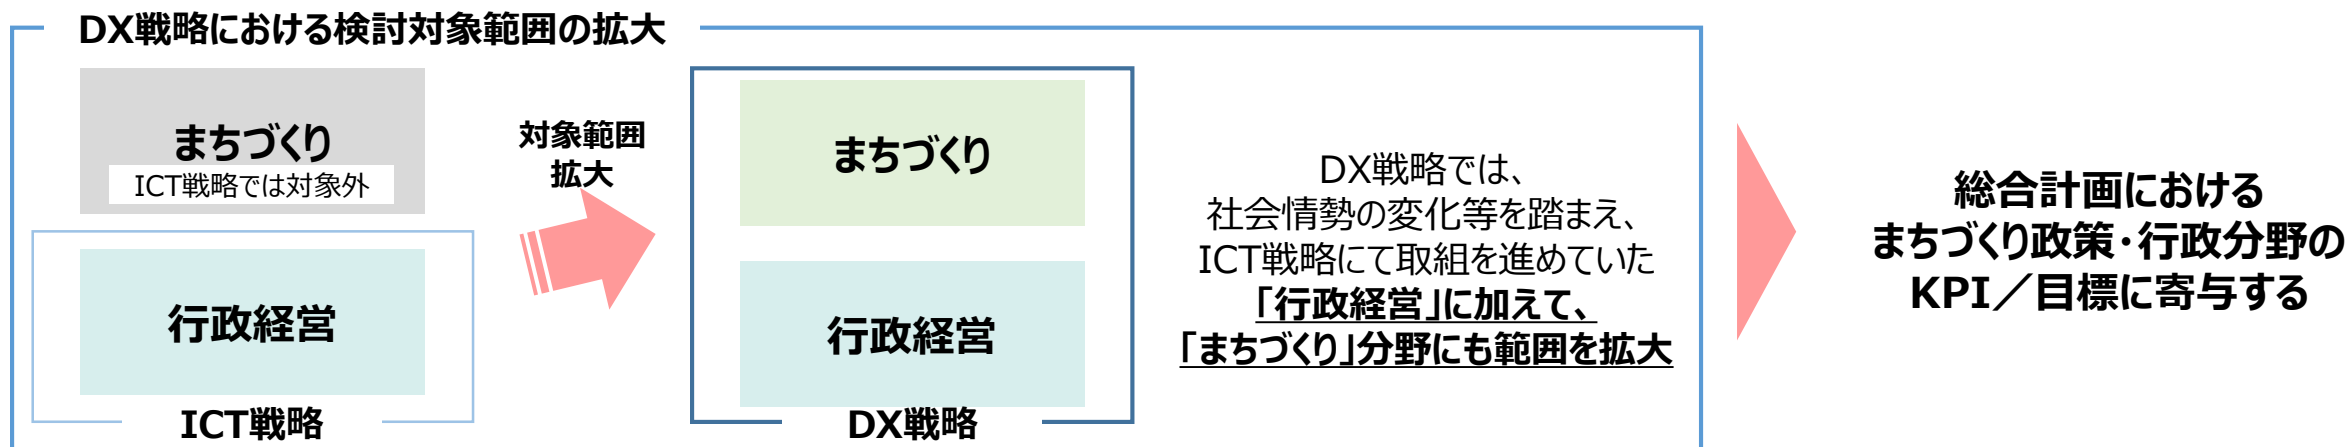 DX戦略における検討対象範囲の拡大
まちづくり
ICT戦略では対象外
行政経営
ICT戦略
対象範囲
拡大
まちづくり
行政経営
DX戦略
DX戦略では、
社会情勢の変化等を踏まえ、
ICT戦略にて取組を進めていた
「行政経営」に加えて、
「まちづくり」分野にも範囲を拡大
総合計画における
まちづくり政策・行政分野の
KPI／目標に寄与する